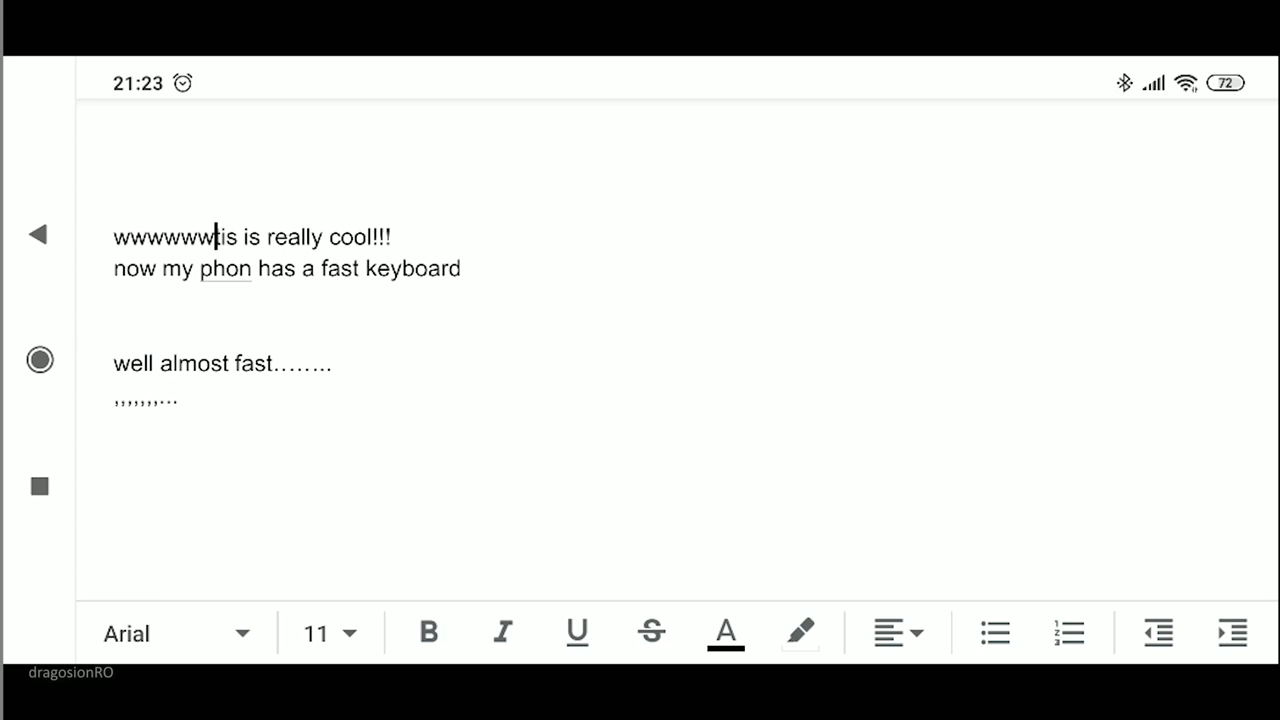 21:23
72
wwwwwwtis is really cool!!!
now my phon has a fast keyboard
well almost fast........
,,,,,,,...
Arial 11 B I U S A
dragosionRO